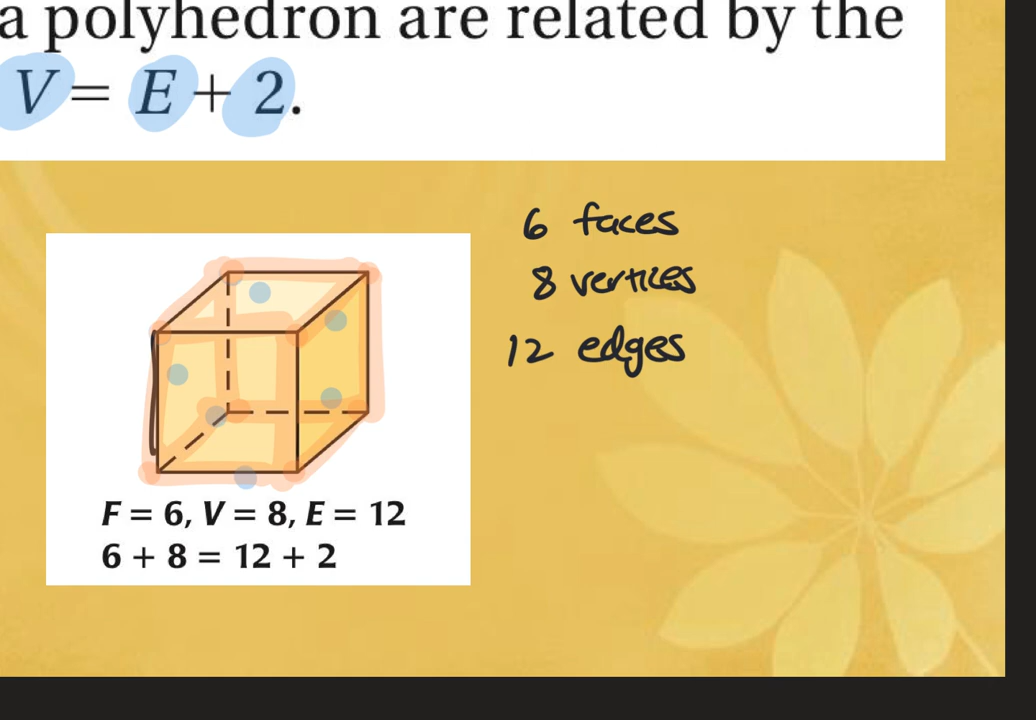 a polyhedron are related by the
V = E + 2.
6 faces
8 vertices
12 edges
F = 6, V = 8, E = 12
6 + 8 = 12 + 2